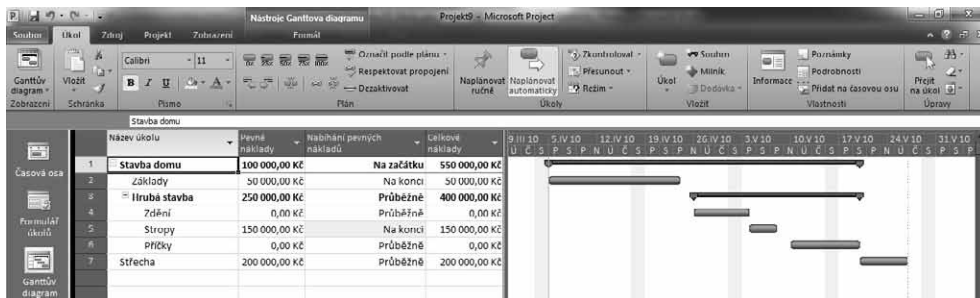 Nástroje Ganttova diagramu Projekt9 - Microsoft Project
Soubor Úkol Zdroj Projekt Zobrazení Formát
Ganttův diagram Vložit Calibri 11 B I U
Označit podle plánu
Respektovat propojení
Dezaktivovat
Naplánovat ručně Naplánovat automaticky
Zkontrolovat
Přesunout
Režim
Úkol
Souhrn
Milník
Dodávka
Informace
Poznámky
Podrobnosti
Přidat na časovou osu
Přejít na úkol
Zobrazení Schránka Písmo Plán Úkoly Vložit Vlastnosti Úpravy
Stavba domu
Časová osa
Formulář úkolů
Ganttův diagram
Název úkolu Pevné náklady Nabíhání pevných nákladů Celkové náklady
5.IV 10 12.IV 10 19.IV 10 26.IV 10 3.V 10 10.V 10 17.V 10 24.V 10 31.V 10
Ú Č S P S P N Ú Č S P S P N Ú Č S P S P N Ú Č S P S P N Ú Č S P
1 Stavba domu 100 000,00 Kč Na začátku 550 000,00 Kč
2 Základy 50 000,00 Kč Na konci 50 000,00 Kč
3 Hrubá stavba 250 000,00 Kč Průběžně 400 000,00 Kč
4 Zdění 0,00 Kč Průběžně 0,00 Kč
5 Stropy 150 000,00 Kč Na konci 150 000,00 Kč
6 Příčky 0,00 Kč Průběžně 0,00 Kč
7 Střecha 200 000,00 Kč Průběžně 200 000,00 Kč